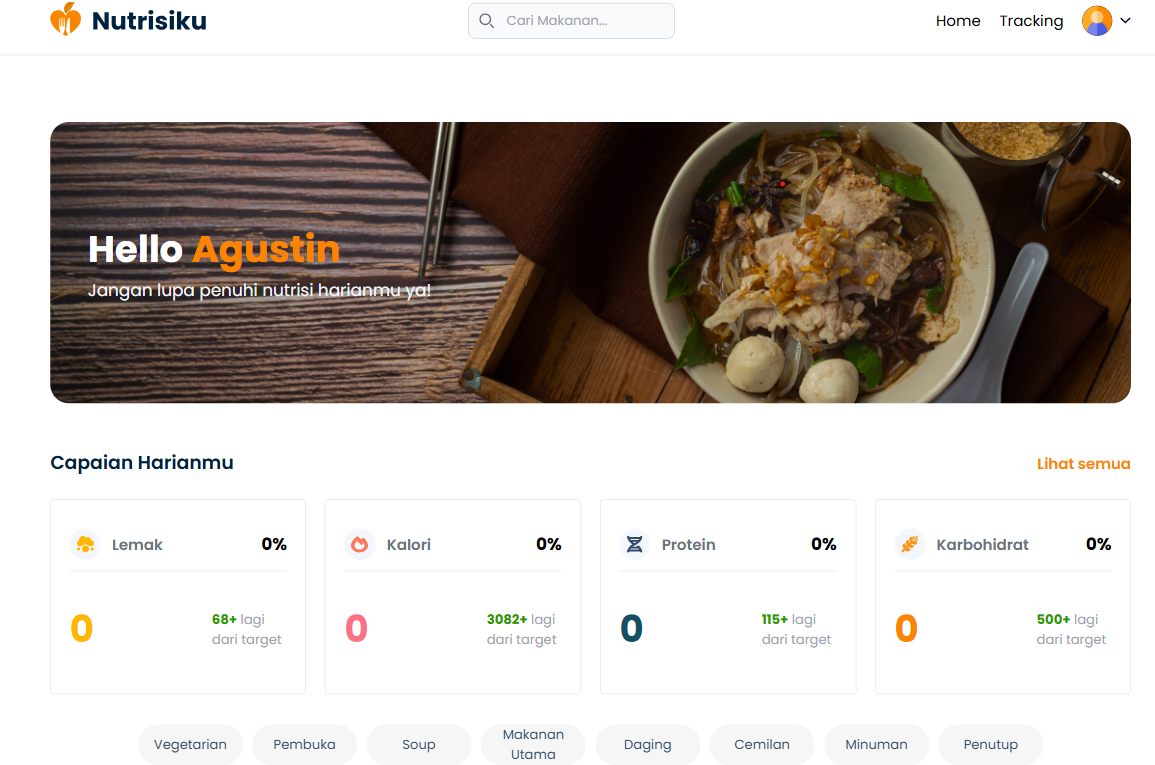 Nutrisiku
Cari Makanan...
Home
Tracking
Hello Agustin
Jangan lupa penuhi nutrisi harianmu ya!
Capaian Harianmu
Lihat semua
Lemak
0%
0
68+ lagi
dari target
Kalori
0%
0
3082+ lagi
dari target
Protein
0%
0
115+ lagi
dari target
Karbohidrat
0%
0
500+ lagi
dari target
Vegetarian
Pembuka
Soup
Makanan
Utama
Daging
Cemilan
Minuman
Penutup